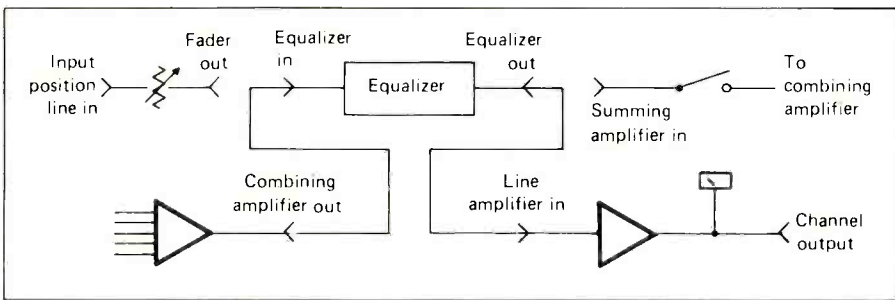 Input
position
line in
Fader
out
Equalizer
in
Equalizer
Equalizer
out
Summing
amplifier in
To
combining
amplifier
Combining
amplifier out
Line
amplifier in
Channel
output